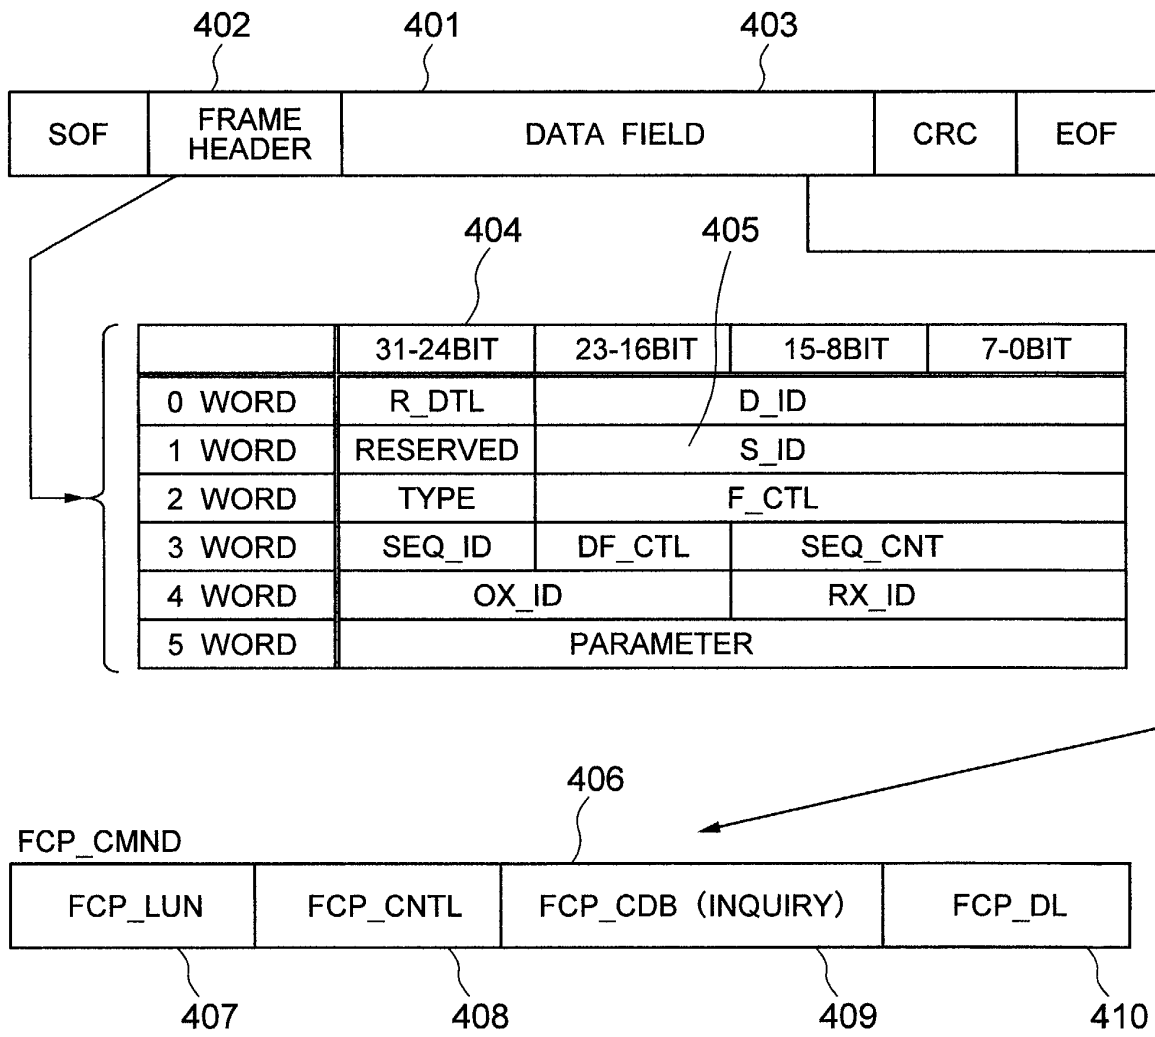 402 401 403
SOF FRAME HEADER DATA FIELD CRC EOF
404 405
31-24BIT 23-16BIT 15-8BIT 7-0BIT
0 WORD R_DTL D_ID
1 WORD RESERVED S_ID
2 WORD TYPE F_CTL
3 WORD SEQ_ID DF_CTL SEQ_CNT
4 WORD OX_ID RX_ID
5 WORD PARAMETER
406
FCP_CMND
FCP_LUN FCP_CNTL FCP_CDB (INQUIRY) FCP_DL
407 408 409 410